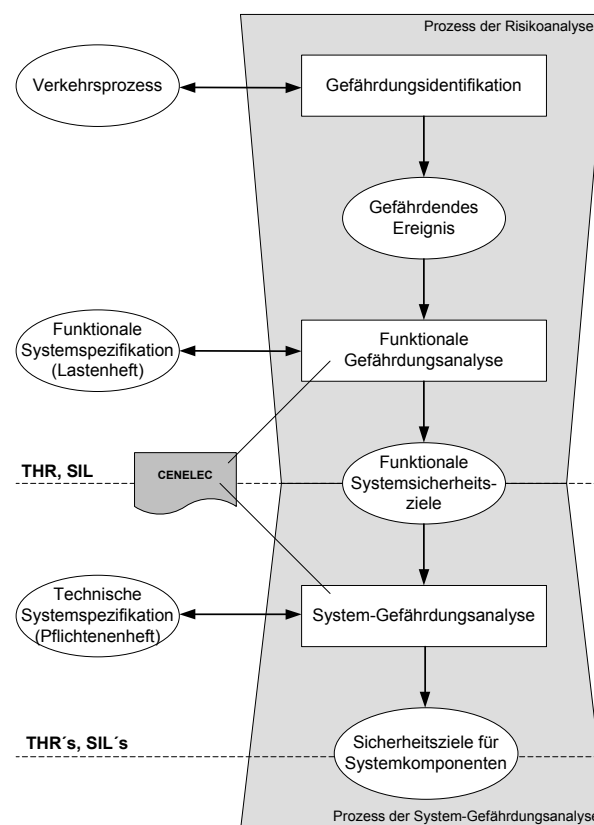 Prozess der Risikoanalyse
Verkehrsprozess
Gefährdungsidentifikation
Gefährdendes
Ereignis
Funktionale
Systemspezifikation
(Lastenheft)
Funktionale
Gefährdungsanalyse
THR, SIL
CENELEC
Funktionale
Systemsicherheits-
ziele
Technische
Systemspezifikation
(Pflichtenenheft)
System-Gefährdungsanalyse
THR´s, SIL´s
Sicherheitsziele für
Systemkomponenten
Prozess der System-Gefährdungsanalyse